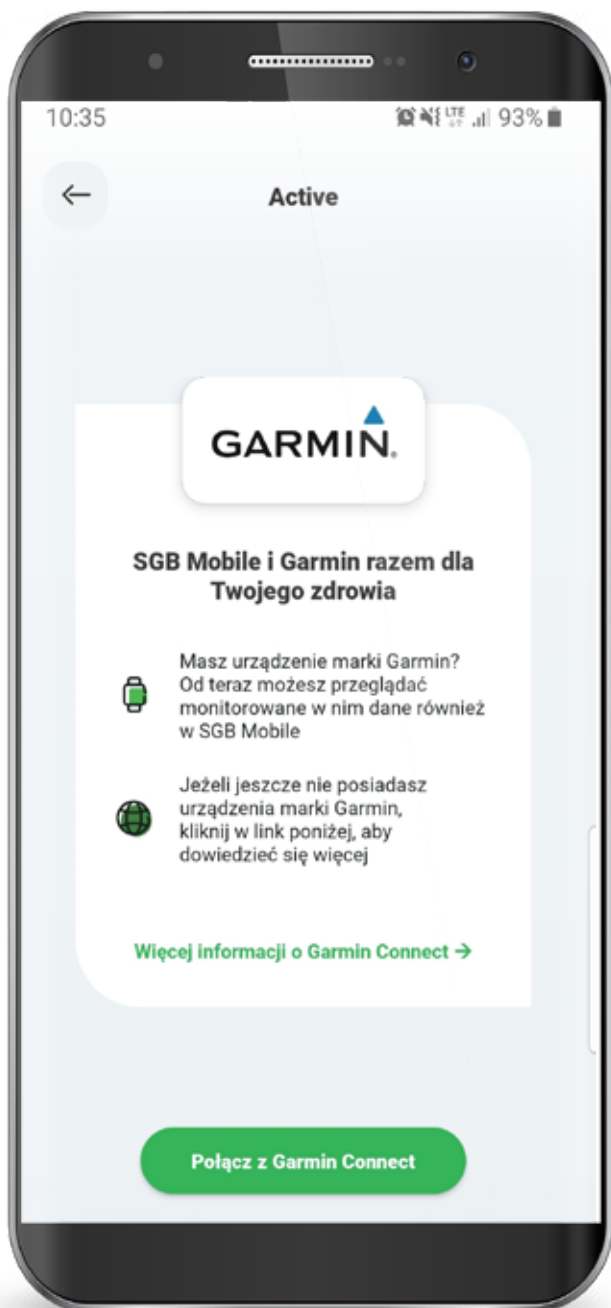 10:35 LTE 93%
Active
GARMIN®
SGB Mobile i Garmin razem dla
Twojego zdrowia
Masz urządzenie marki Garmin?
Od teraz możesz przeglądać
monitorowane w nim dane również
w SGB Mobile
Jeżeli jeszcze nie posiadasz
urządzenia marki Garmin,
kliknij w link poniżej, aby
dowiedzieć się więcej
Więcej informacji o Garmin Connect →
Połącz z Garmin Connect